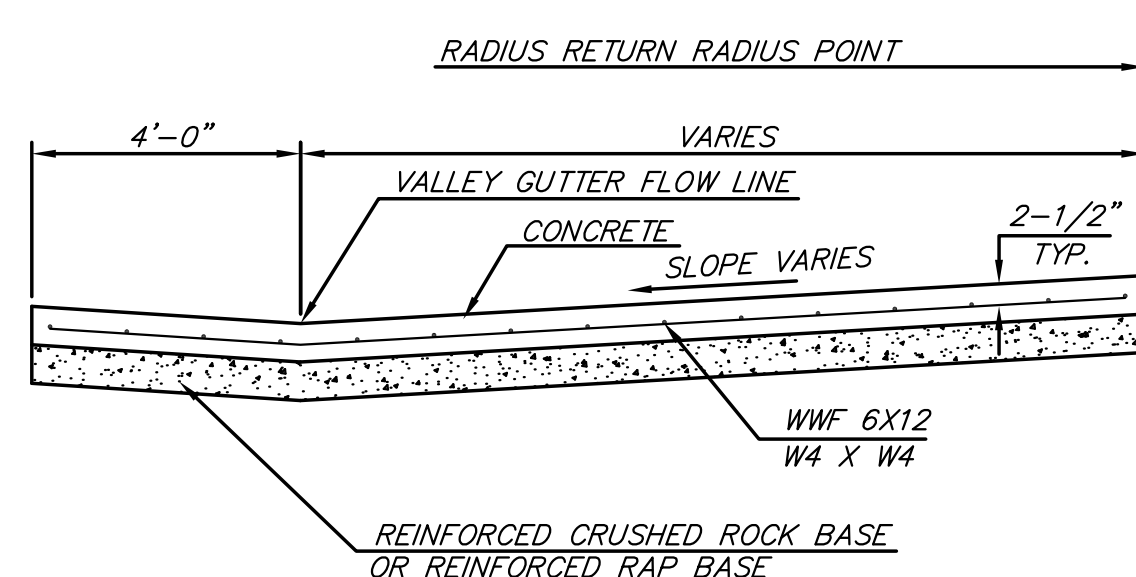 RADIUS RETURN RADIUS POINT
4'-0"
VARIES
VALLEY GUTTER FLOW LINE
2-1/2"
TYP.
CONCRETE
SLOPE VARIES
WWF 6X12
W4 X W4
REINFORCED CRUSHED ROCK BASE
OR REINFORCED RAP BASE